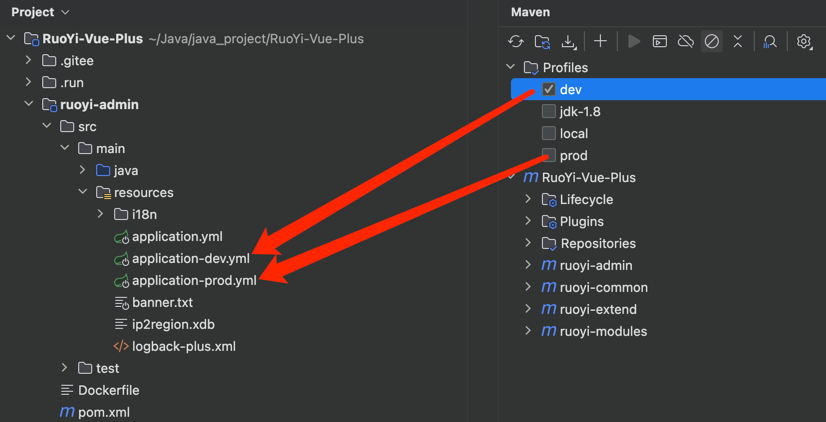 Project
RuoYi-Vue-Plus ~/Java/java_project/RuoYi-Vue-Plus
.gitee
.run
ruoyi-admin
src
main
java
resources
i18n
application.yml
application-dev.yml
application-prod.yml
banner.txt
ip2region.xdb
logback-plus.xml
test
Dockerfile
pom.xml
Maven
Profiles
dev
jdk-1.8
local
prod
RuoYi-Vue-Plus
Lifecycle
Plugins
Repositories
ruoyi-admin
ruoyi-common
ruoyi-extend
ruoyi-modules